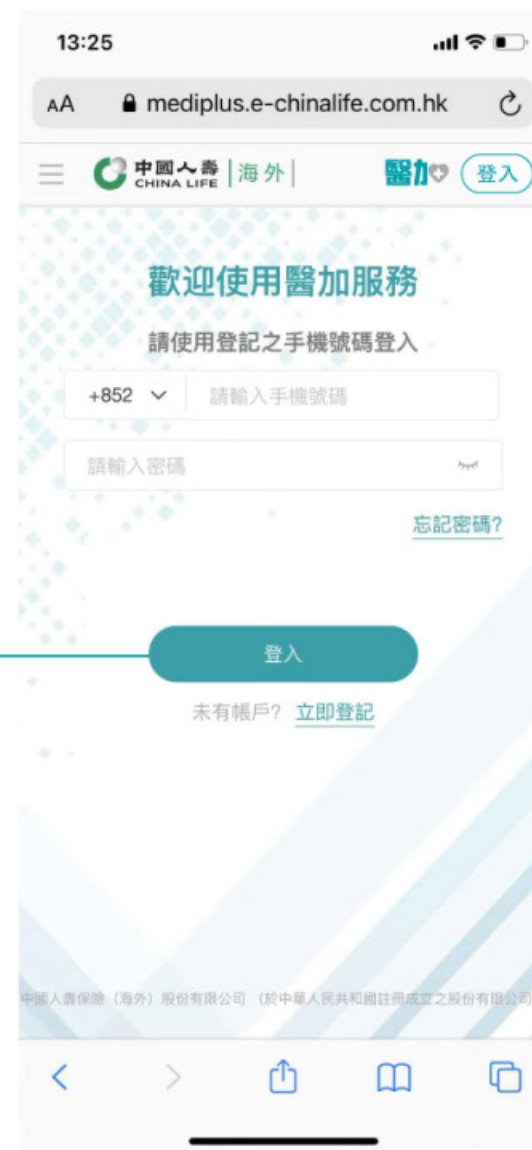 13:25
AA mediplus.e-chinalife.com.hk
中國人壽 CHINA LIFE 海外 醫加 登入
歡迎使用醫加服務
請使用登記之手機號碼登入
+852 請輸入手機號碼
請輸入密碼
忘記密碼?
登入
未有帳戶? 立即登記
中國人壽保險（海外）股份有限公司 （於中華人民共和國註冊成立之股份有限公司